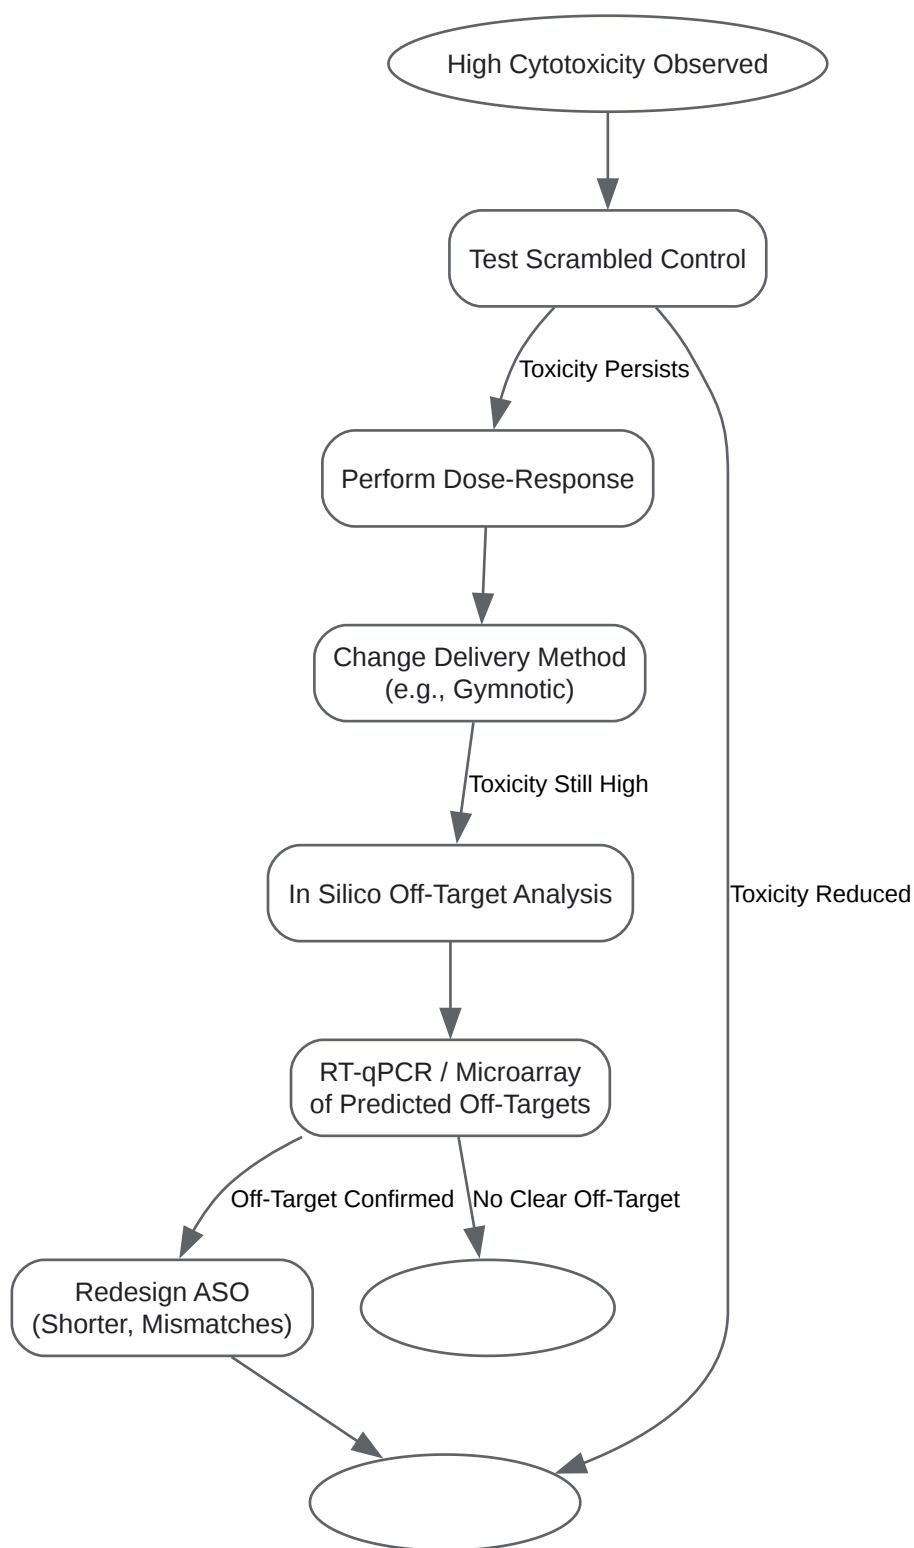 High Cytotoxicity Observed
Test Scrambled Control
Toxicity Persists
Perform Dose-Response
Change Delivery Method
(e.g., Gymnotic)
Toxicity Still High
In Silico Off-Target Analysis
Toxicity Reduced
RT-qPCR / Microarray
of Predicted Off-Targets
Off-Target Confirmed
No Clear Off-Target
Redesign ASO
(Shorter, Mismatches)